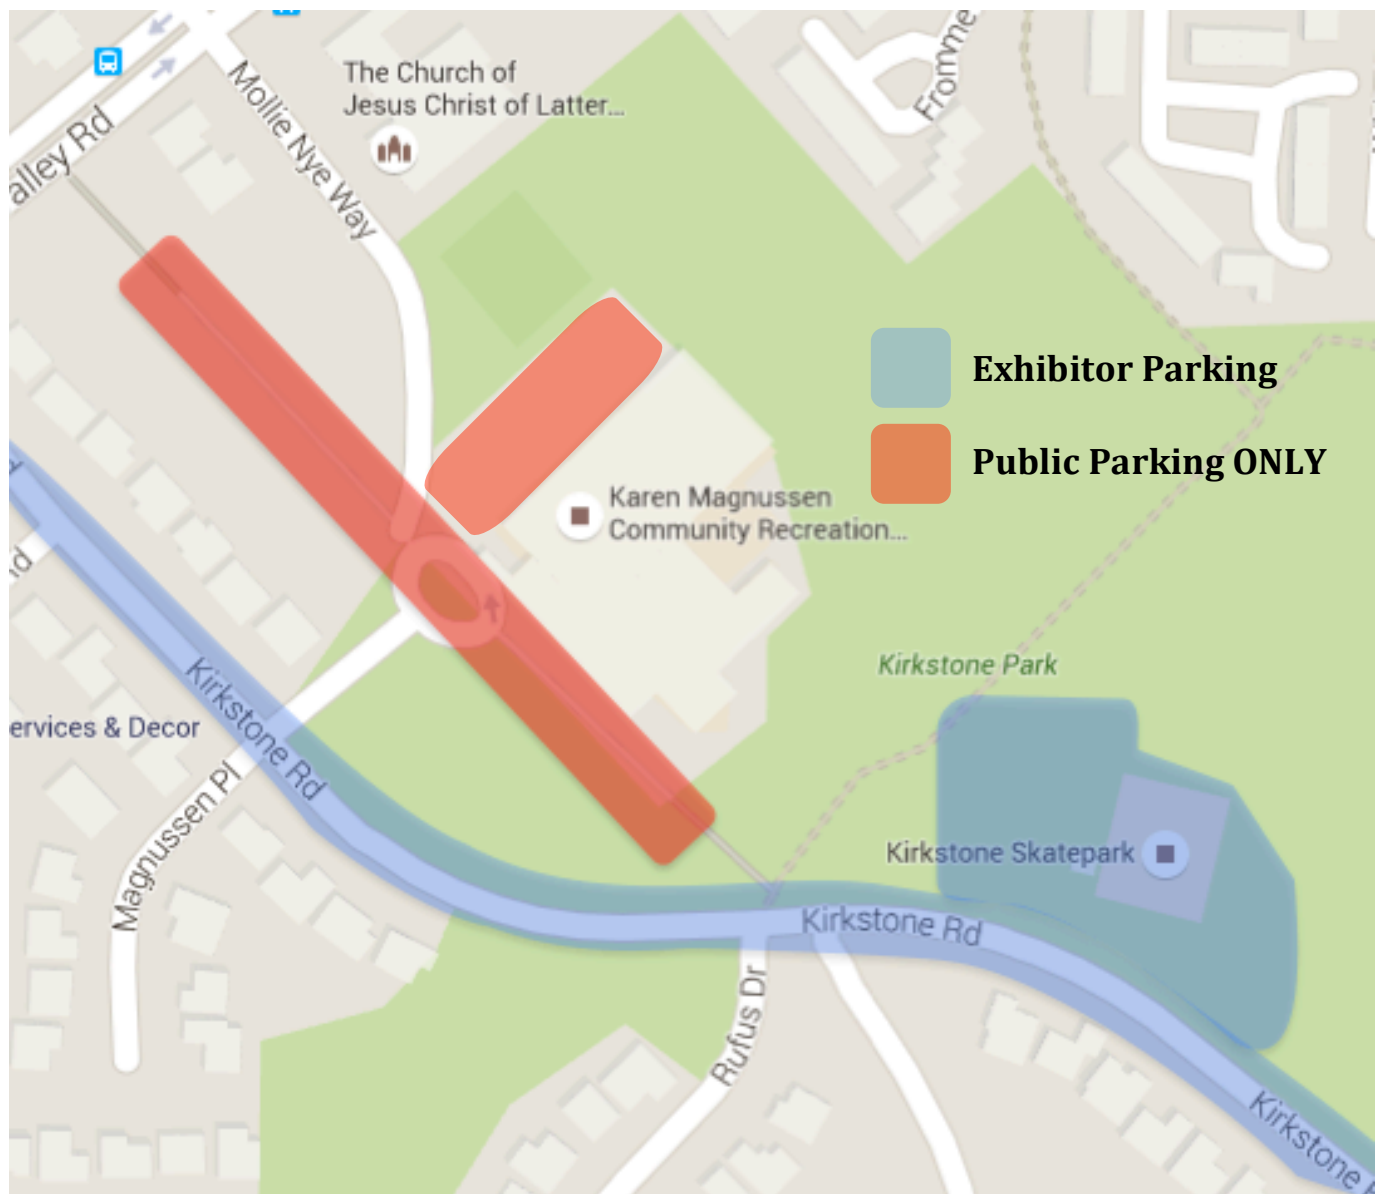 alley Rd
Mollie Nye Way
The Church of
Jesus Christ of Latter...
Fromme
Exhibitor Parking
Public Parking ONLY
Karen Magnussen
Community Recreation...
Kirkstone Park
ervices & Decor
Kirkstone Rd
Magnussen Pl
Kirkstone Skatepark
Kirkstone Rd
Rufus Dr
Kirkstone